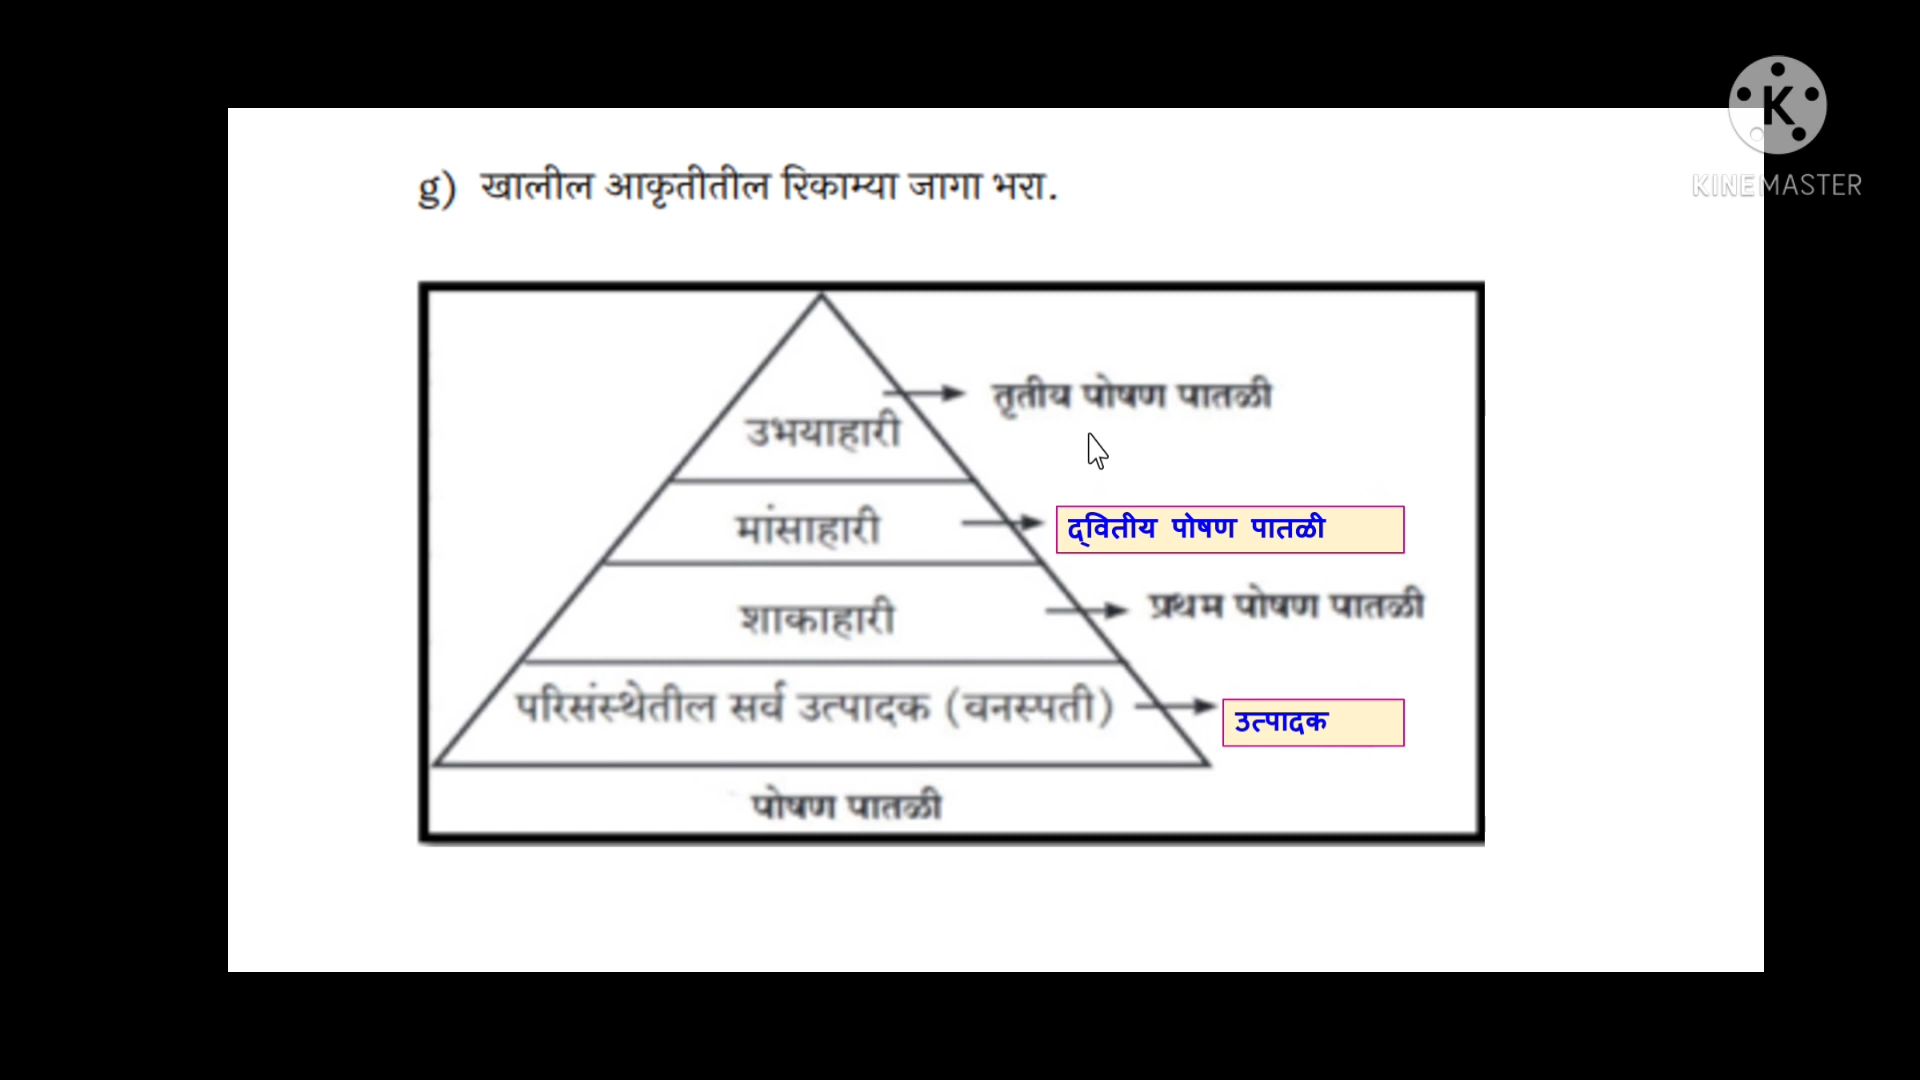 K
KINEMASTER
g) खालील आकृतीतील रिकाम्या जागा भरा.
तृतीय पोषण पातळी
उभयाहारी
मांसाहारी
द्वितीय पोषण पातळी
शाकाहारी
प्रथम पोषण पातळी
परिसंस्थेतील सर्व उत्पादक (वनस्पती)
उत्पादक
पोषण पातळी